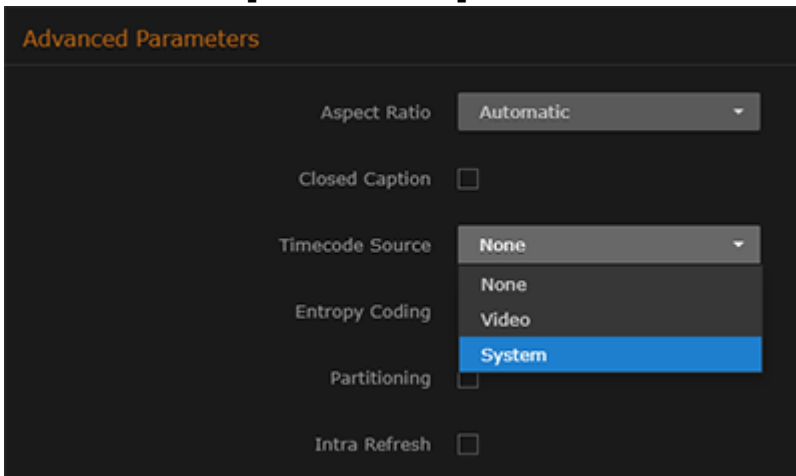 Advanced Parameters
Aspect Ratio Automatic
Closed Caption
Timecode Source None
None
Entropy Coding
Video
System
Partitioning
Intra Refresh